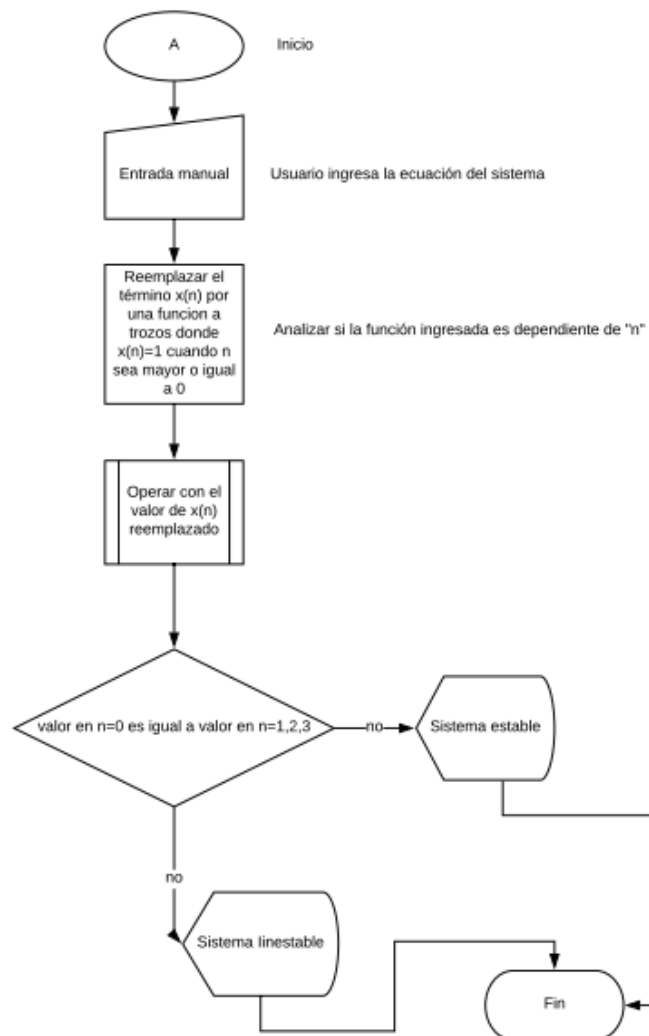 A
Inicio
Entrada manual
Usuario ingresa la ecuación del sistema
Reemplazar el
término x(n) por
una funcion a
trozos donde
x(n)=1 cuando n
sea mayor o igual
a 0
Analizar si la función ingresada es dependiente de "n"
Operar con el
valor de x(n)
reemplazado
valor en n=0 es igual a valor en n=1,2,3
no
Sistema estable
no
Sistema Iinestable
Fin